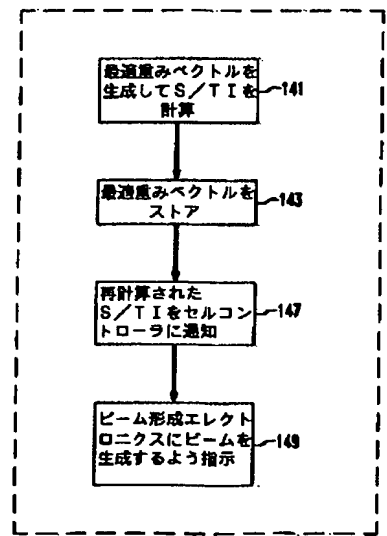 最適重みベクトルを
生成してS/TIを
計算
141
最適重みベクトルを
ストア
143
再計算された
S/TIをセルコン
トローラに通知
147
ビーム形成エレクト
ロニクスにビームを
生成するよう指示
149